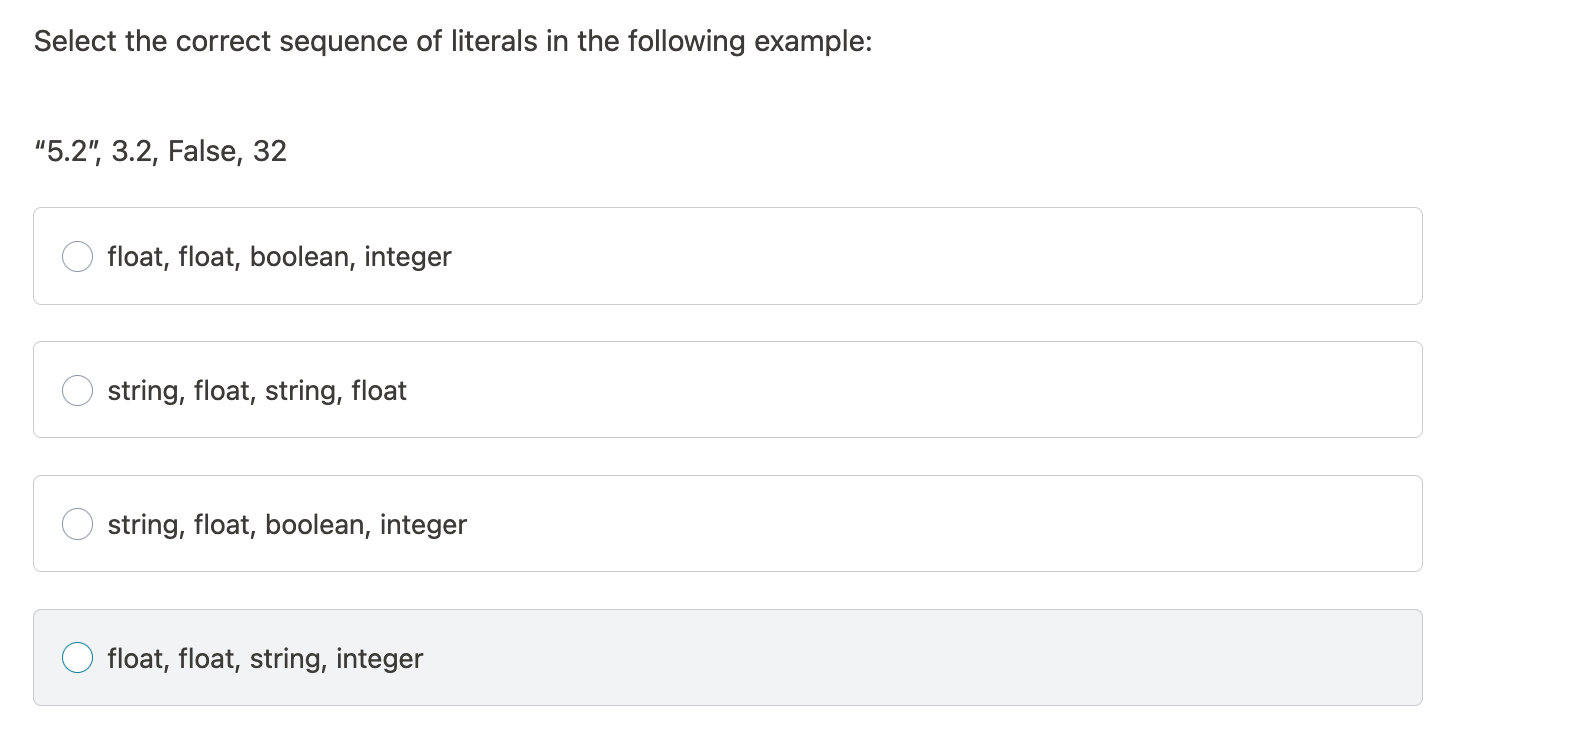 Select the correct sequence of literals in the following example:
“5.2”, 3.2, False, 32
float, float, boolean, integer
string, float, string, float
string, float, boolean, integer
float, float, string, integer